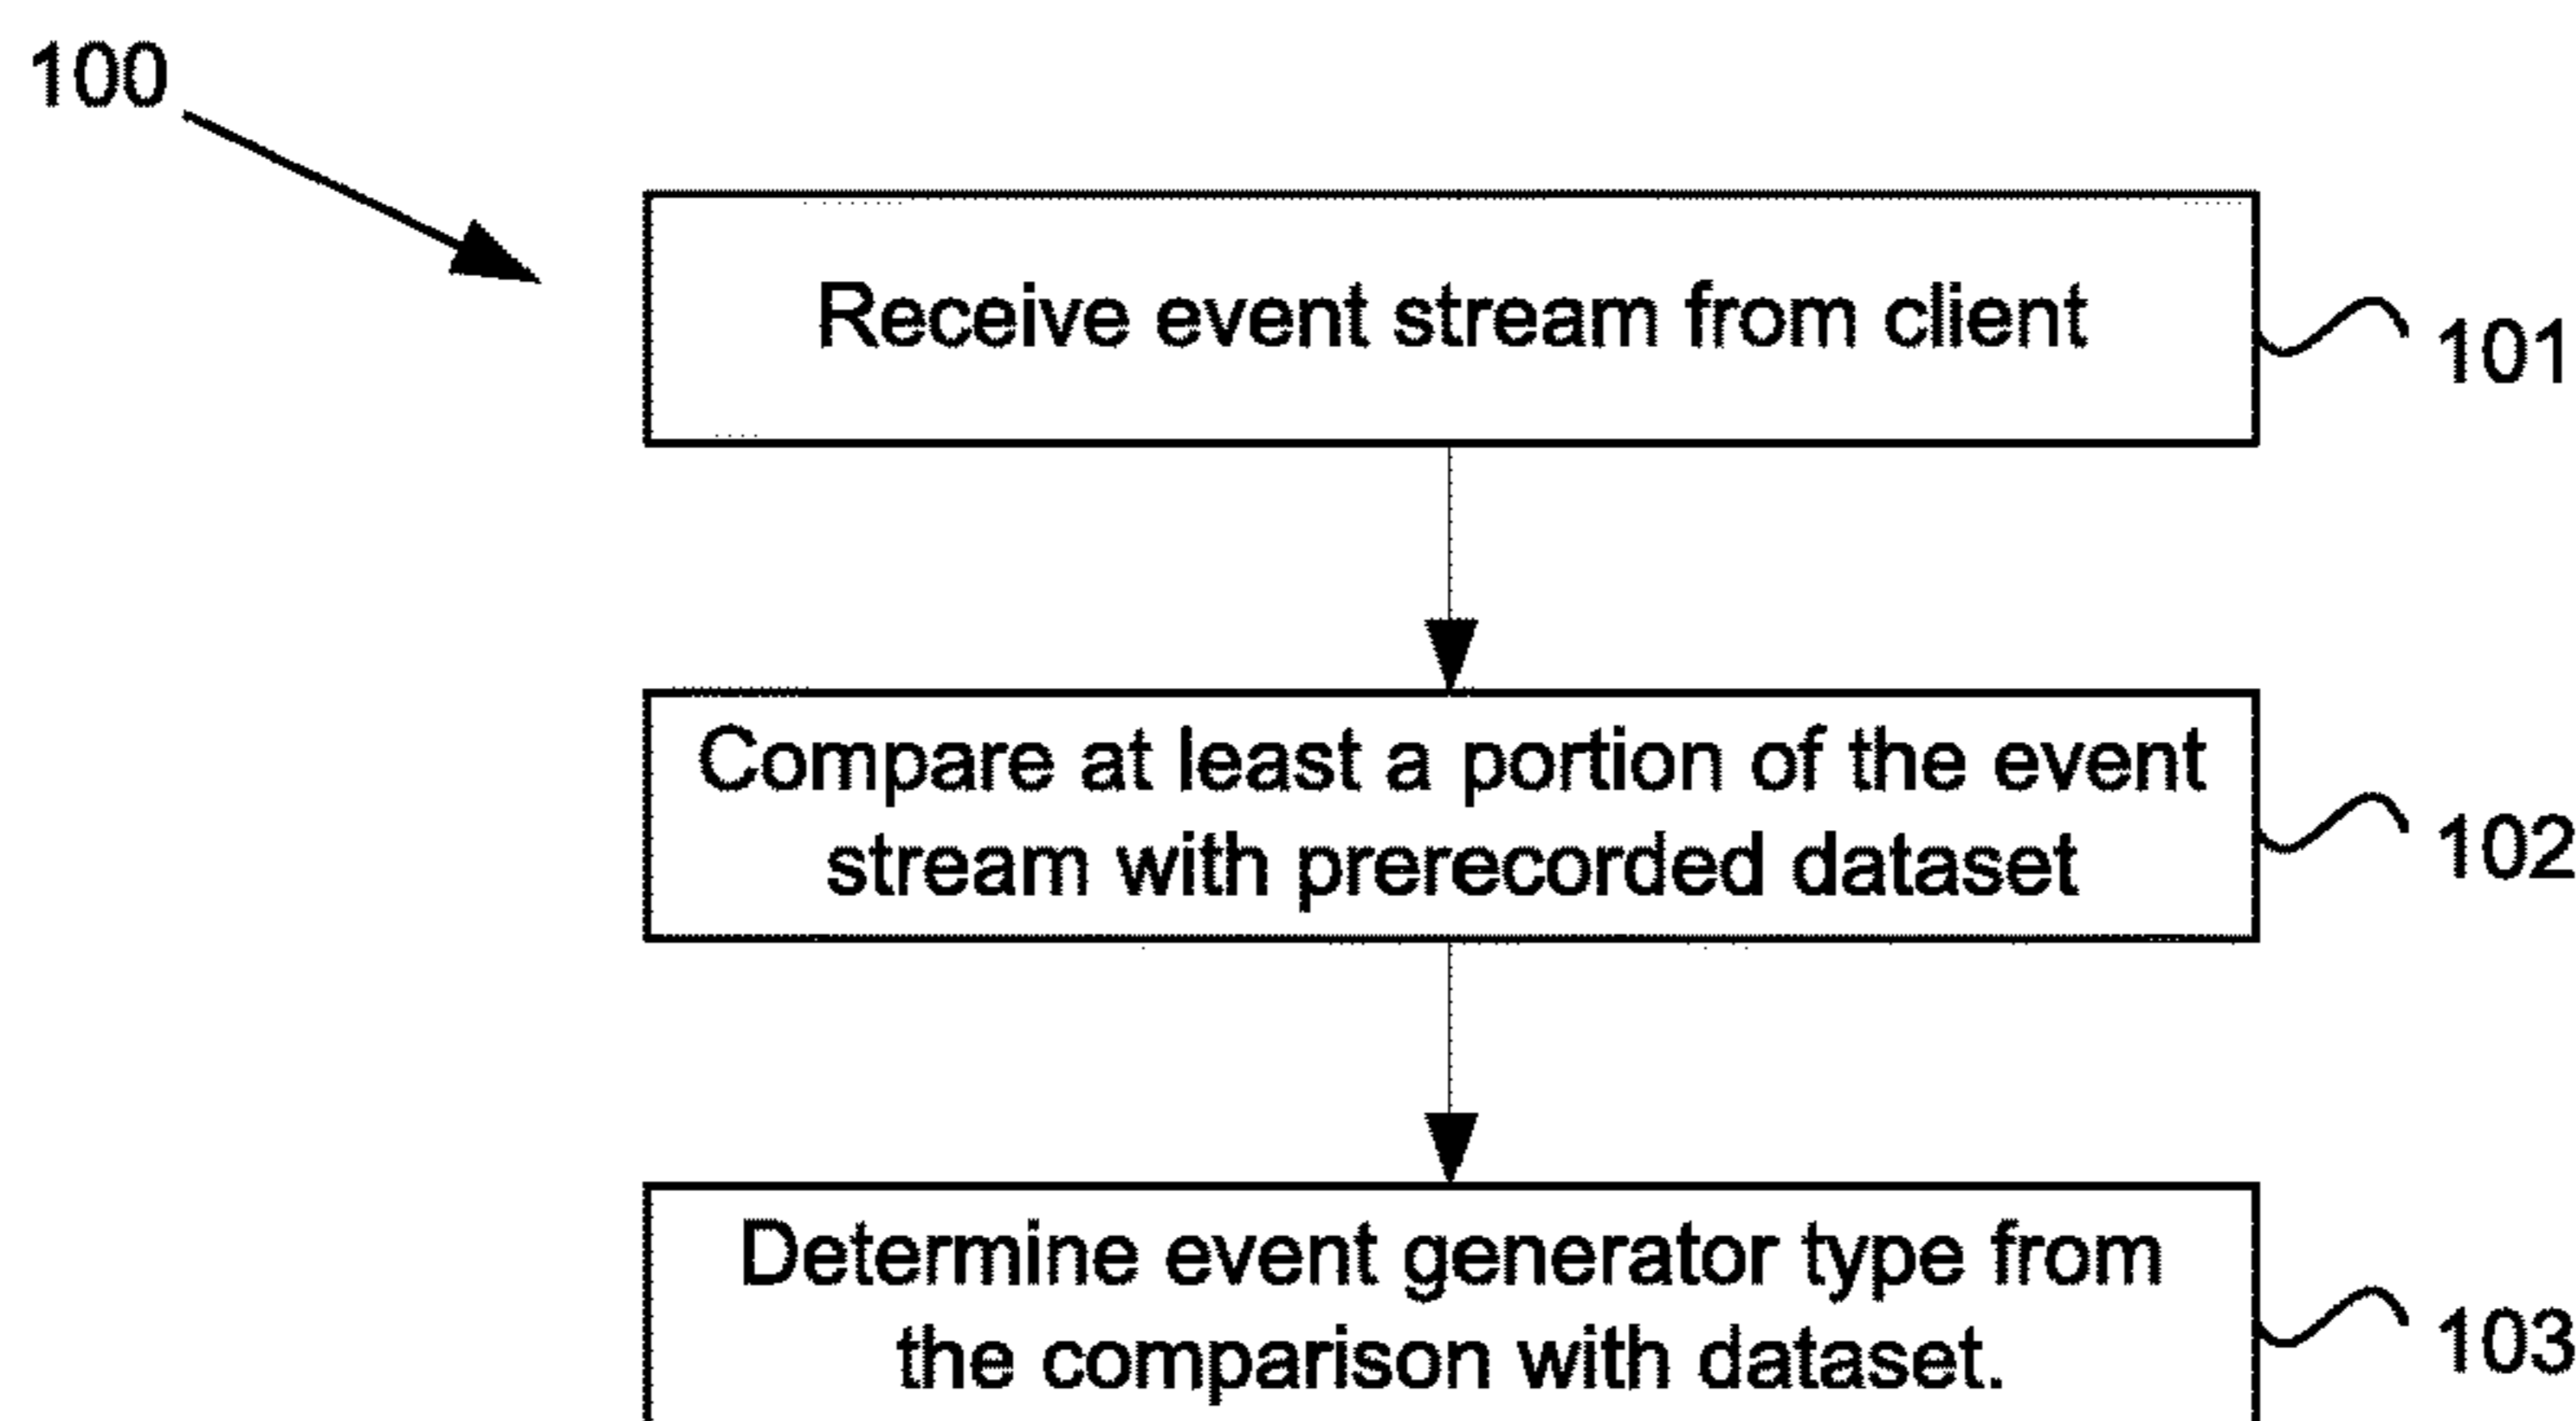 100
Receive event stream from client
101
Compare at least a portion of the event
stream with prerecorded dataset
102
Determine event generator type from
the comparison with dataset.
103